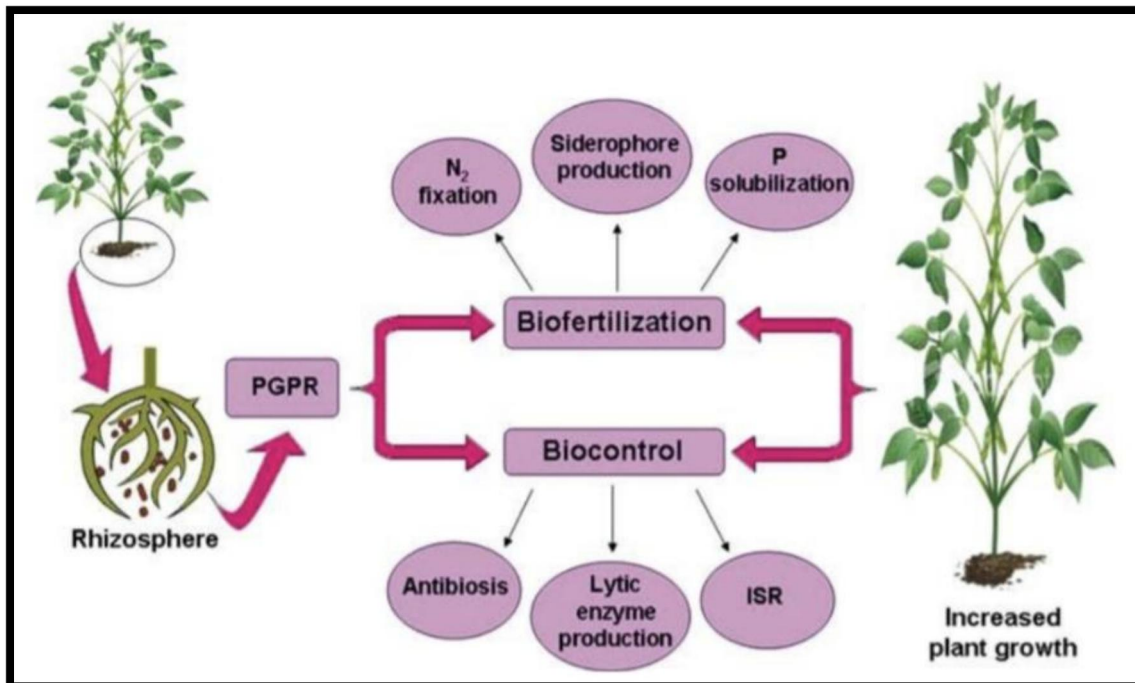 N₂
fixation
Siderophore
production
P
solubilization
Biofertilization
PGPR
Biocontrol
Rhizosphere
Antibiosis
Lytic
enzyme
production
ISR
Increased
plant growth